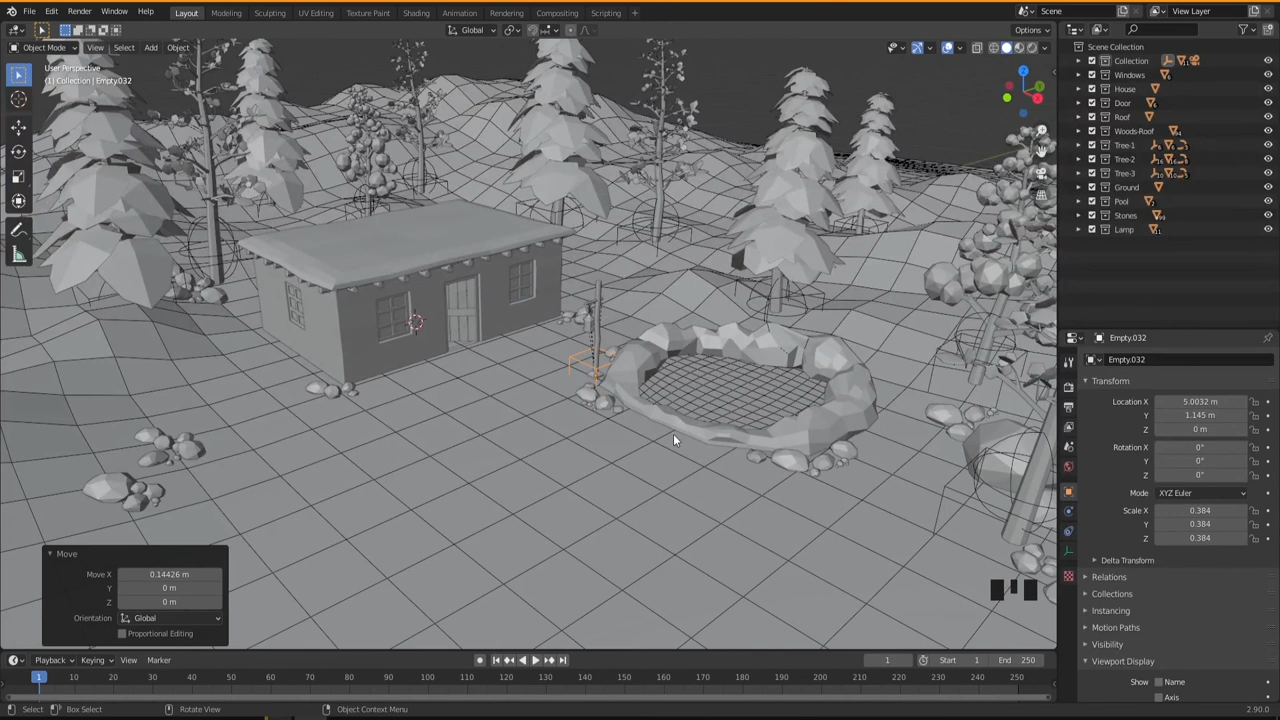 File Edit Render Window Help Layout Modeling Sculpting UV Editing Texture Paint Shading Animation Rendering Compositing Scripting + Scene View Layer
Global Options
Object Mode View Select Add Object
User Perspective
(1) Collection | Empty.032
Scene Collection
Collection
Windows
House
Door
Roof
Woods-Roof
Tree-1
Tree-2
Tree-3
Ground
Pool
Stones
Lamp
Empty.032
Empty.032
Transform
Location X 5.0032 m
Y 1.145 m
Z 0 m
Rotation X 0°
Y 0°
Z 0°
Mode XYZ Euler
Scale X 0.384
Y 0.384
Z 0.384
Delta Transform
Relations
Collections
Instancing
Motion Paths
Visibility
Viewport Display
Show Name
Axis
Move
Move X 0.14426 m
Y 0 m
Z 0 m
Orientation Global
Proportional Editing
Playback Keying View Marker 1 Start 1 End 250
1 10 20 30 40 50 60 70 80 90 100 110 120 130 140 150 160 170 180 190 200 210 220 230 240 250
Select Box Select Rotate View Object Context Menu 2.90.0